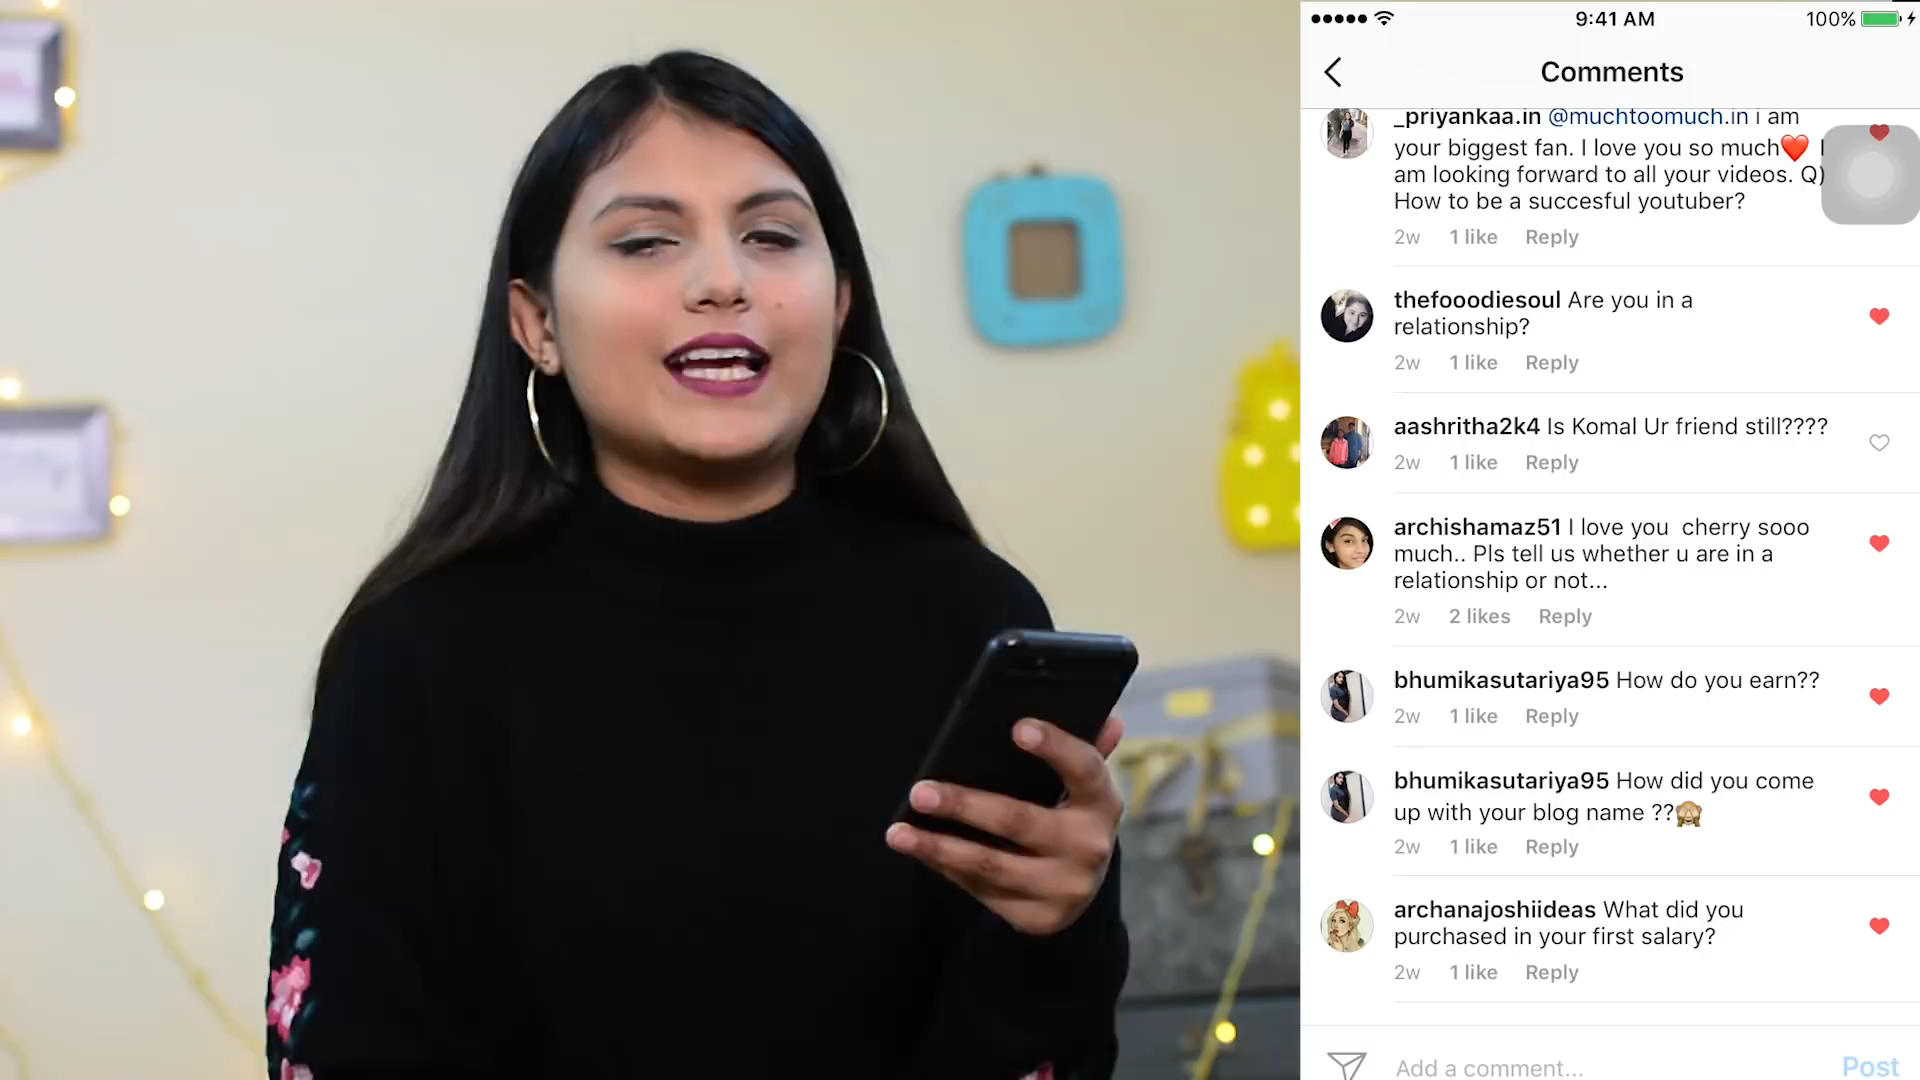 9:41 AM
100%
Comments
_priyankaa.in @muchtoomuch.in i am
your biggest fan. I love you so much❤️ I
am looking forward to all your videos. Q)
How to be a succesful youtuber?
2w 1 like Reply
thefooodiesoul Are you in a
relationship?
2w 1 like Reply
aashritha2k4 Is Komal Ur friend still????
2w 1 like Reply
archishamaz51 I love you cherry sooo
much.. Pls tell us whether u are in a
relationship or not...
2w 2 likes Reply
bhumikasutariya95 How do you earn??
2w 1 like Reply
bhumikasutariya95 How did you come
up with your blog name ??🙈
2w 1 like Reply
archanajoshiideas What did you
purchased in your first salary?
2w 1 like Reply
Add a comment... Post